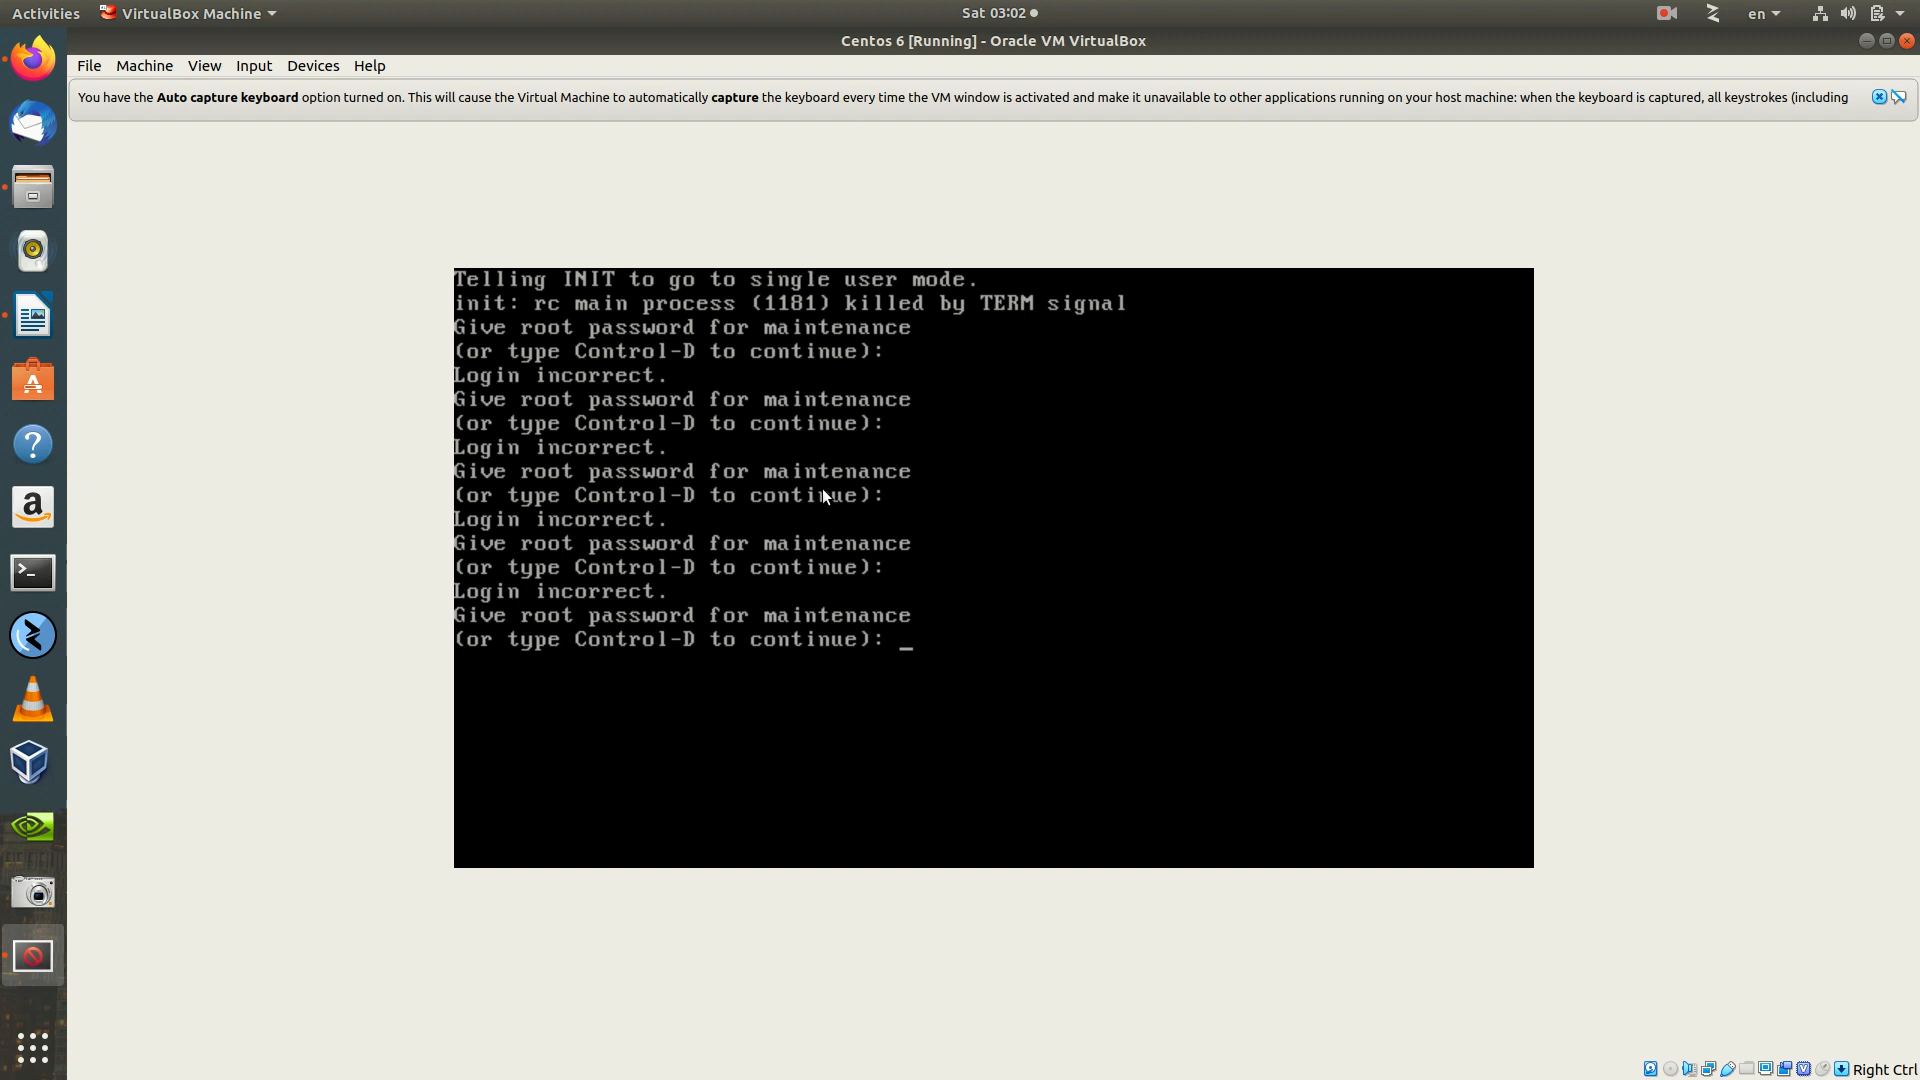 Activities VirtualBox Machine Sat 03:02 en
Centos 6 [Running] - Oracle VM VirtualBox
File Machine View Input Devices Help
You have the Auto capture keyboard option turned on. This will cause the Virtual Machine to automatically capture the keyboard every time the VM window is activated and make it unavailable to other applications running on your host machine: when the keyboard is captured, all keystrokes (including
Telling INIT to go to single user mode.
init: rc main process (1181) killed by TERM signal
Give root password for maintenance
(or type Control-D to continue):
Login incorrect.
Give root password for maintenance
(or type Control-D to continue):
Login incorrect.
Give root password for maintenance
(or type Control-D to continue):
Login incorrect.
Give root password for maintenance
(or type Control-D to continue):
Login incorrect.
Give root password for maintenance
(or type Control-D to continue): _
Right Ctrl